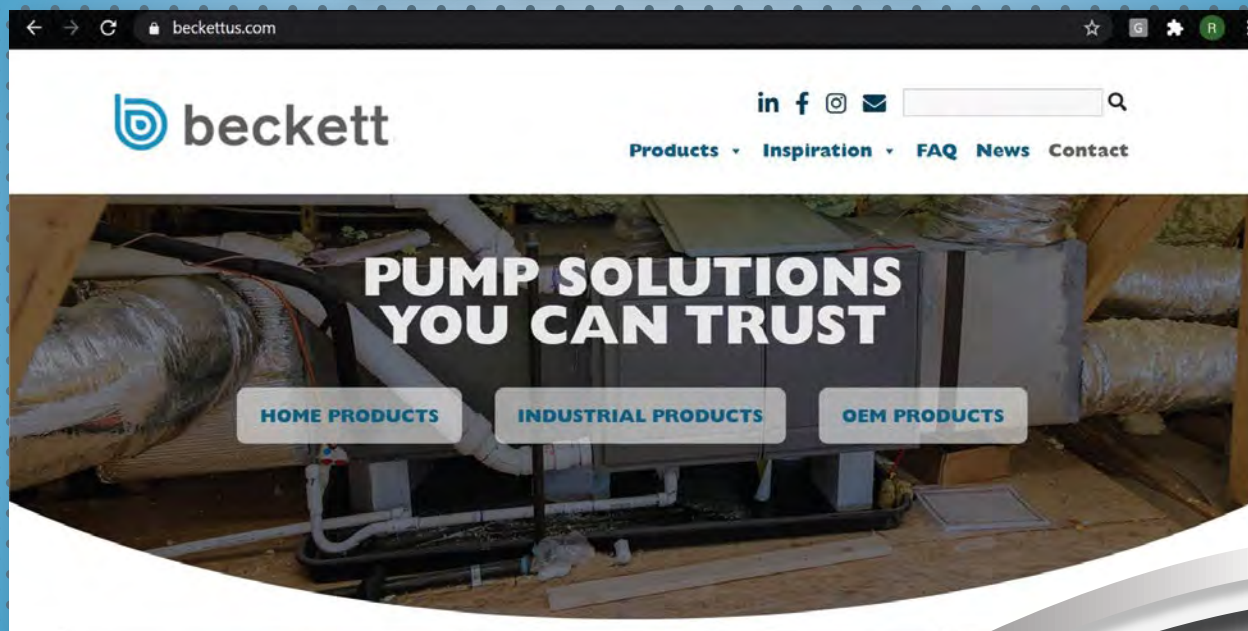 beckettus.com
G
R
beckett
in f
Products Inspiration FAQ News Contact
PUMP SOLUTIONS
YOU CAN TRUST
HOME PRODUCTS INDUSTRIAL PRODUCTS OEM PRODUCTS